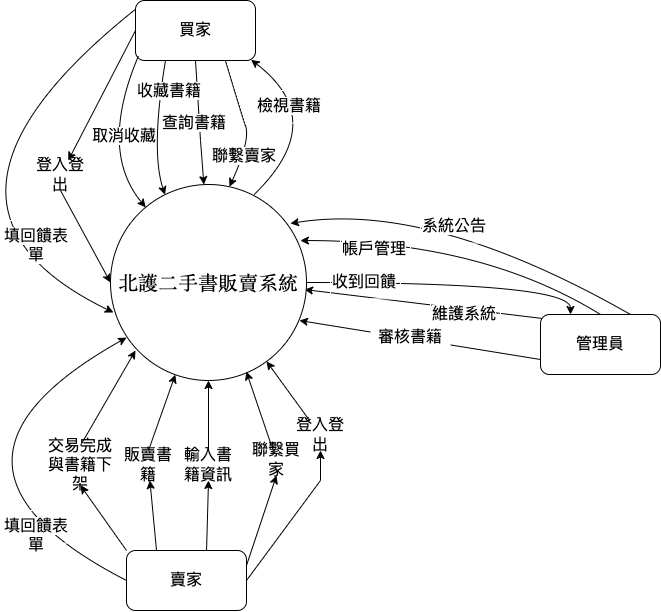 買家
收藏書籍
檢視書籍
查詢書籍
取消收藏
聯繫賣家
登入登
出
填回饋表
單
系統公告
帳戶管理
北護二手書販賣系統
收到回饋
維護系統
審核書籍
管理員
登入登
出
交易完成
與書籍下
架
販賣書
籍
輸入書
籍資訊
聯繫買
家
填回饋表
單
賣家